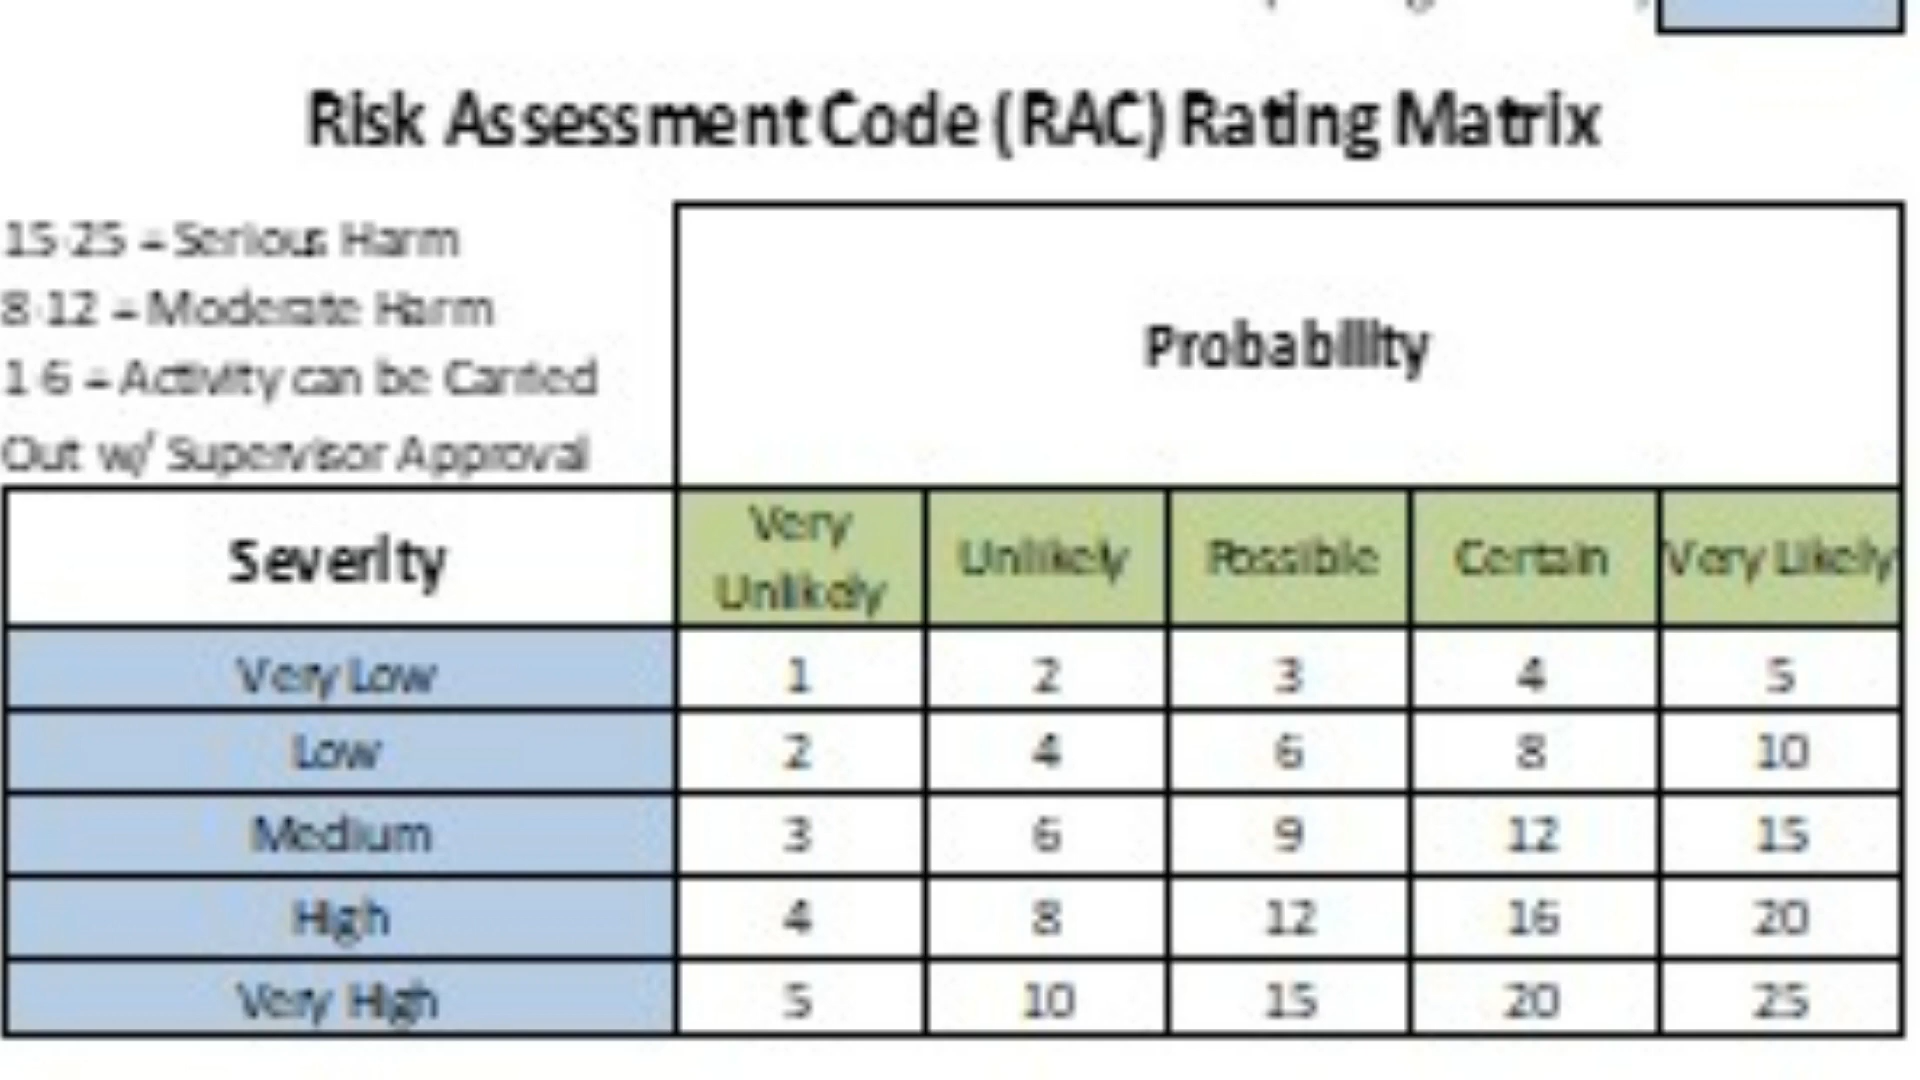 Risk Assessment Code (RAC) Rating Matrix
15-25 = Serious Harm
8-12 = Moderate Harm
1-6 = Activity can be Carried
Out w/ Supervisor Approval
Probability
Severity
Very
Unlikely
Unlikely
Possible
Certain
Very Likely
Very Low 1 2 3 4 5
Low 2 4 6 8 10
Medium 3 6 9 12 15
High 4 8 12 16 20
Very High 5 10 15 20 25